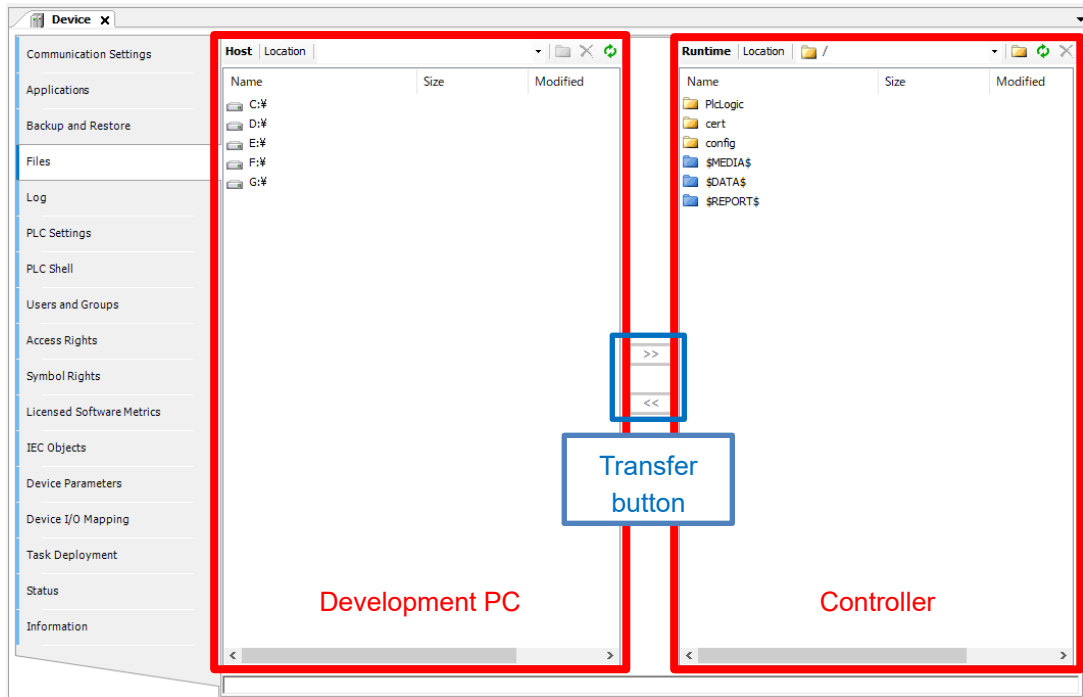 Device X
Communication Settings
Applications
Backup and Restore
Files
Log
PLC Settings
PLC Shell
Users and Groups
Access Rights
Symbol Rights
Licensed Software Metrics
IEC Objects
Device Parameters
Device I/O Mapping
Task Deployment
Status
Information
Host Location
Name Size Modified
C:¥
D:¥
E:¥
F:¥
G:¥
Development PC
>>
<<
Transfer
button
Runtime Location /
Name Size Modified
PlcLogic
cert
config
$MEDIA$
$DATA$
$REPORT$
Controller